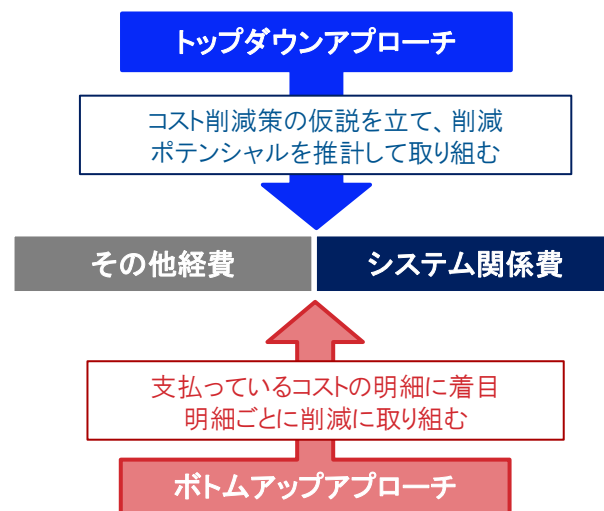 トップダウンアプローチ
コスト削減策の仮説を立て、削減
ポテンシャルを推計して取り組む
その他経費
システム関係費
支払っているコストの明細に着目
明細ごとに削減に取り組む
ボトムアップアプローチ